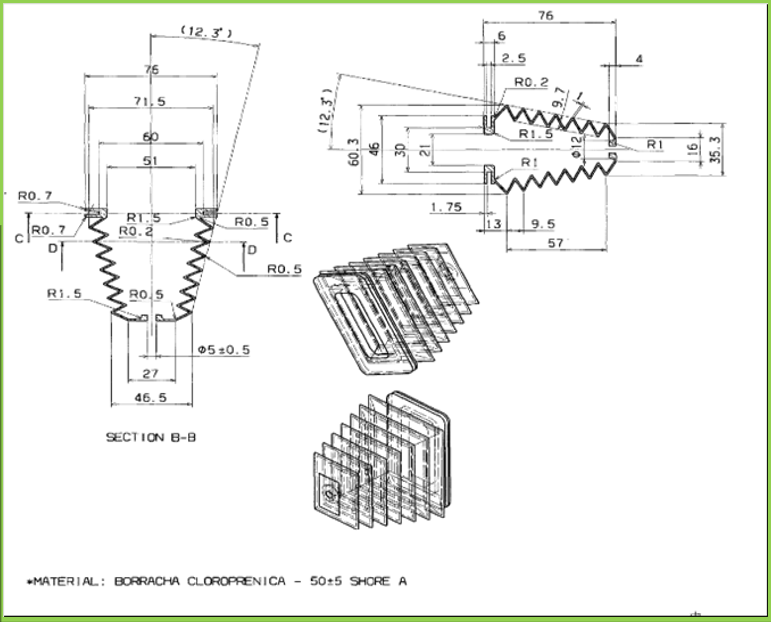 76
6
(12.3°)
2.5
4
76
R0.2
71.5
9.7
1
(12.3°)
60
R1.5
R1
51
60.3
46
30
21
Φ12
16
35.3
R1
R0.7
R1.5
R0.5
1.75
C
R0.7
R0.2
C
13
9.5
D
D
57
R0.5
R1.5
R0.5
Φ5±0.5
27
46.5
SECTION B-B
*MATERIAL: BORRACHA CLOROPRENICA - 50±5 SHORE A